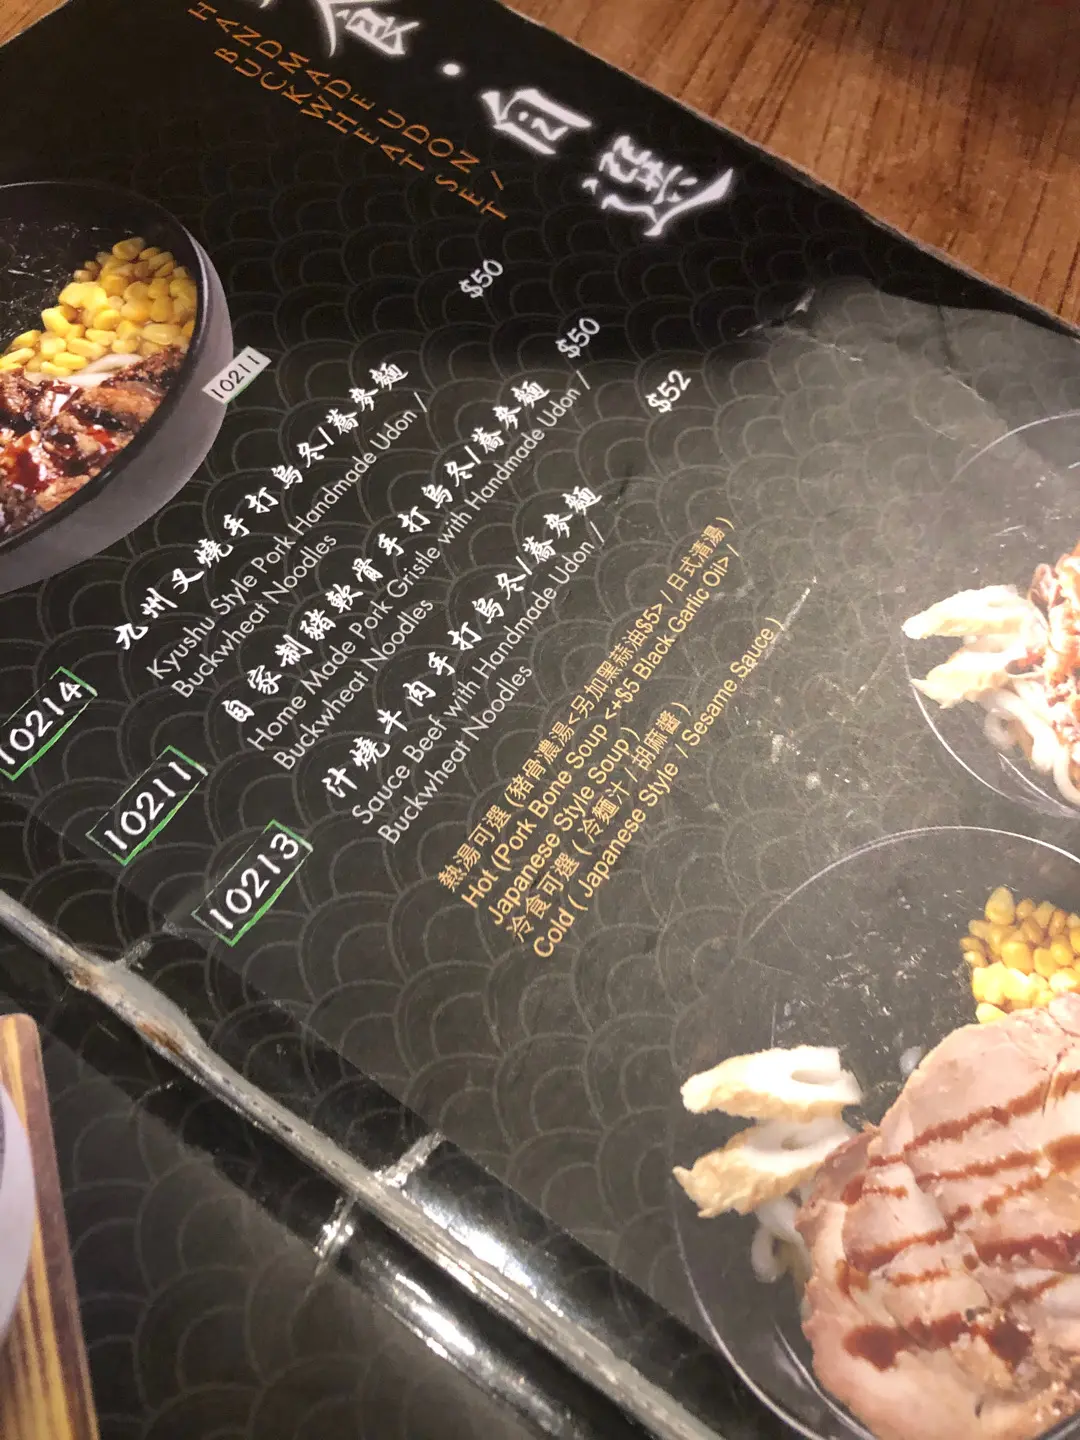 食·自選
HANDMADE UDON /
BUCKWHEAT SET
10211
10214
九州叉燒手打烏冬/蕎麥麵 $50
Kyushu Style Pork Handmade Udon /
Buckwheat Noodles
10211
自家制豬軟骨手打烏冬/蕎麥麵 $50
Home Made Pork Gristle with Handmade Udon /
Buckwheat Noodles
10213
汁燒牛肉手打烏冬/蕎麥麵 $52
Sauce Beef with Handmade Udon /
Buckwheat Noodles
熱湯可選 (豬骨濃湯<另加黑蒜油$5> / 日式清湯 )
Hot (Pork Bone Soup <+$5 Black Garlic Oil> /
Japanese Style Soup )
冷食可選 ( 冷麵汁 / 胡麻醬 )
Cold ( Japanese Style / Sesame Sauce )